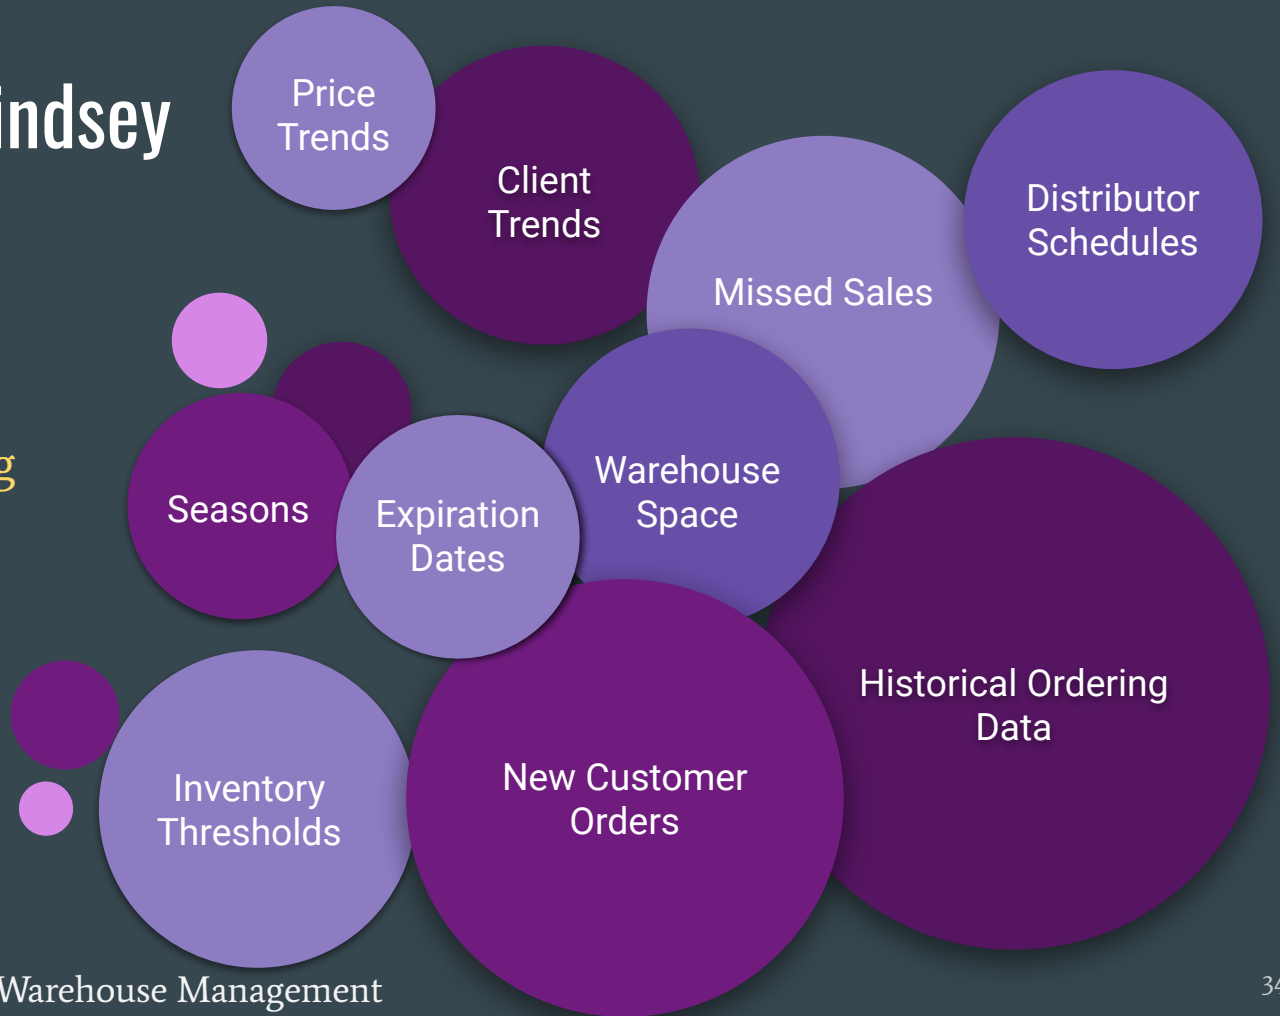 indsey
Price
Trends
Client
Trends
Distributor
Schedules
Missed Sales
g
Warehouse
Space
Seasons
Expiration
Dates
Historical Ordering
Data
New Customer
Orders
Inventory
Thresholds
Warehouse Management
34